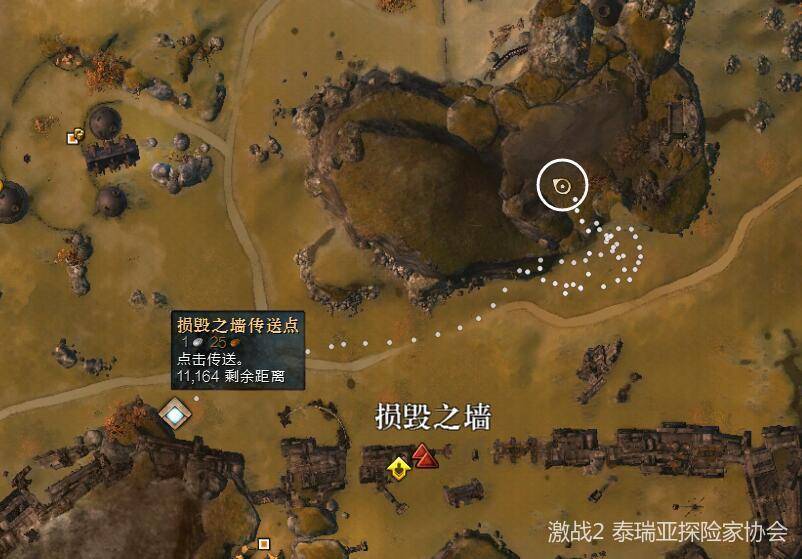 损毁之墙传送点
1 25
点击传送。
11,164 剩余距离
损毁之墙
激战2 泰瑞亚探险家协会